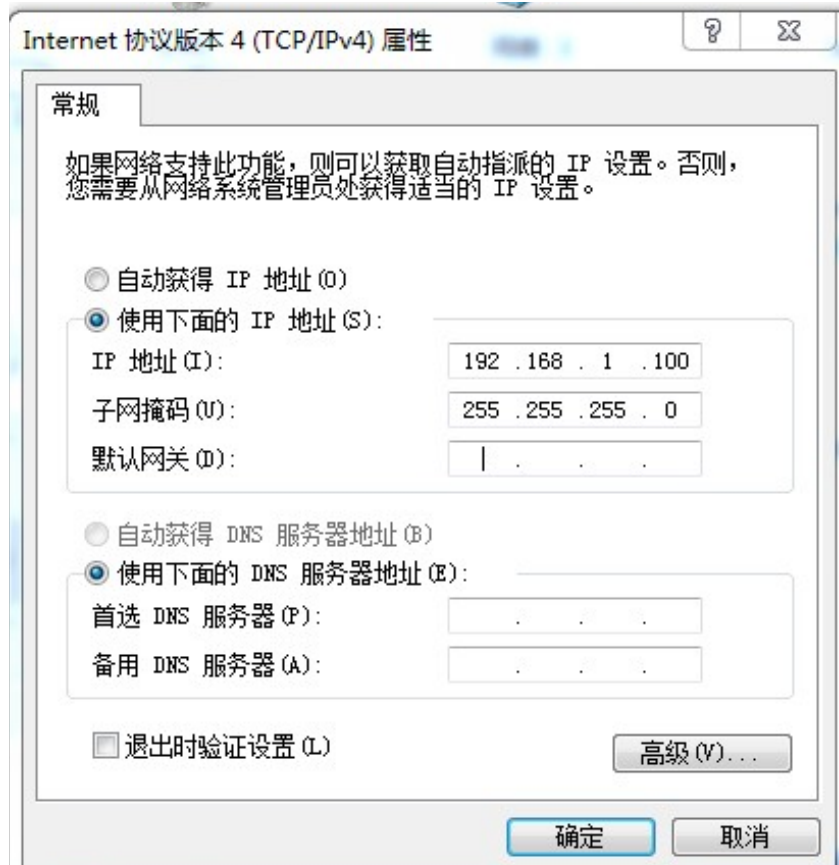 Internet 协议版本 4 (TCP/IPv4) 属性
常规
如果网络支持此功能，则可以获取自动指派的 IP 设置。否则，
您需要从网络系统管理员处获得适当的 IP 设置。
自动获得 IP 地址(O)
使用下面的 IP 地址(S):
IP 地址(I): 192 .168 . 1 .100
子网掩码(U): 255 .255 .255 . 0
默认网关(D): . . .
自动获得 DNS 服务器地址(B)
使用下面的 DNS 服务器地址(E):
首选 DNS 服务器(P): . . .
备用 DNS 服务器(A): . . .
退出时验证设置(L)
高级(V)...
确定 取消